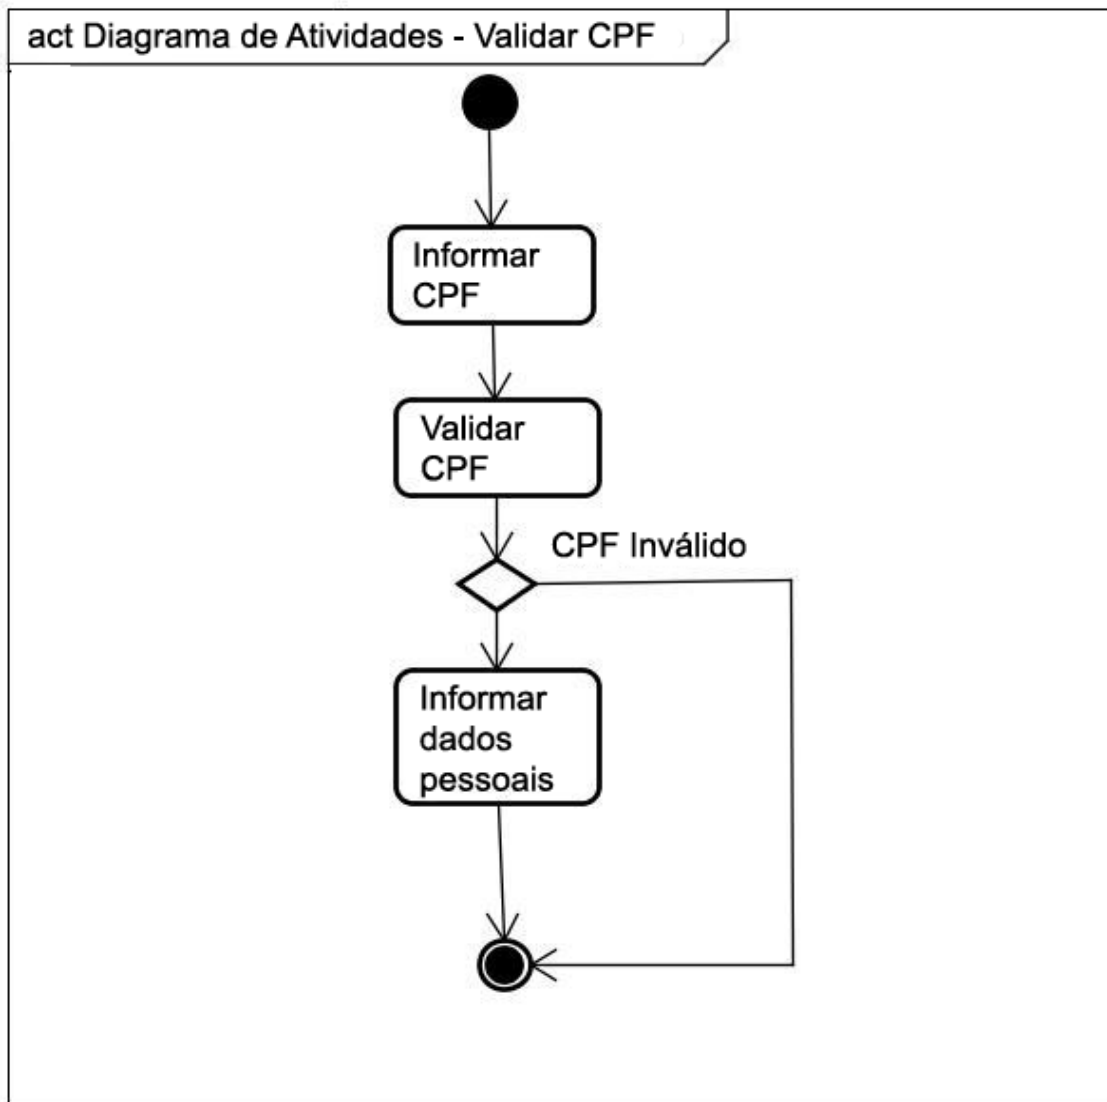 act Diagrama de Atividades - Validar CPF
Informar
CPF
Validar
CPF
CPF Inválido
Informar
dados
pessoais